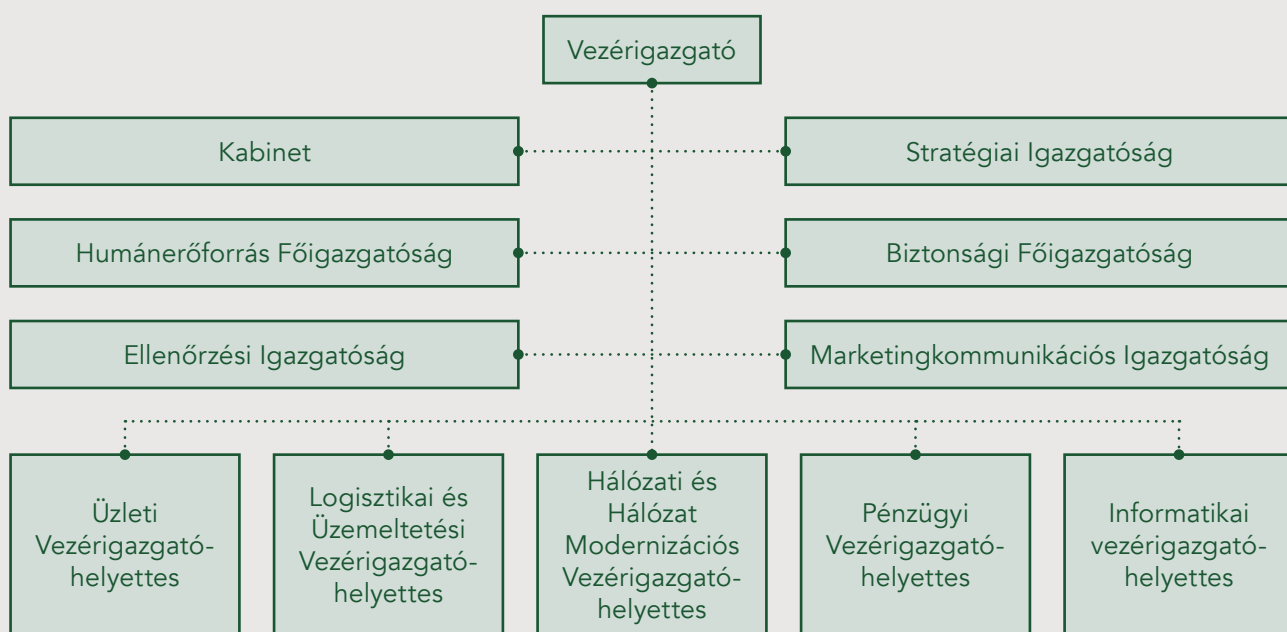 Vezérigazgató
Kabinet
Stratégiai Igazgatóság
Humánerőforrás Főigazgatóság
Biztonsági Főigazgatóság
Ellenőrzési Igazgatóság
Marketingkommunikációs Igazgatóság
Üzleti
Vezérigazgató-
helyettes
Logisztikai és
Üzemeltetési
Vezérigazgató-
helyettes
Hálózati és
Hálózat
Modernizációs
Vezérigazgató-
helyettes
Pénzügyi
Vezérigazgató-
helyettes
Informatikai
vezérigazgató-
helyettes